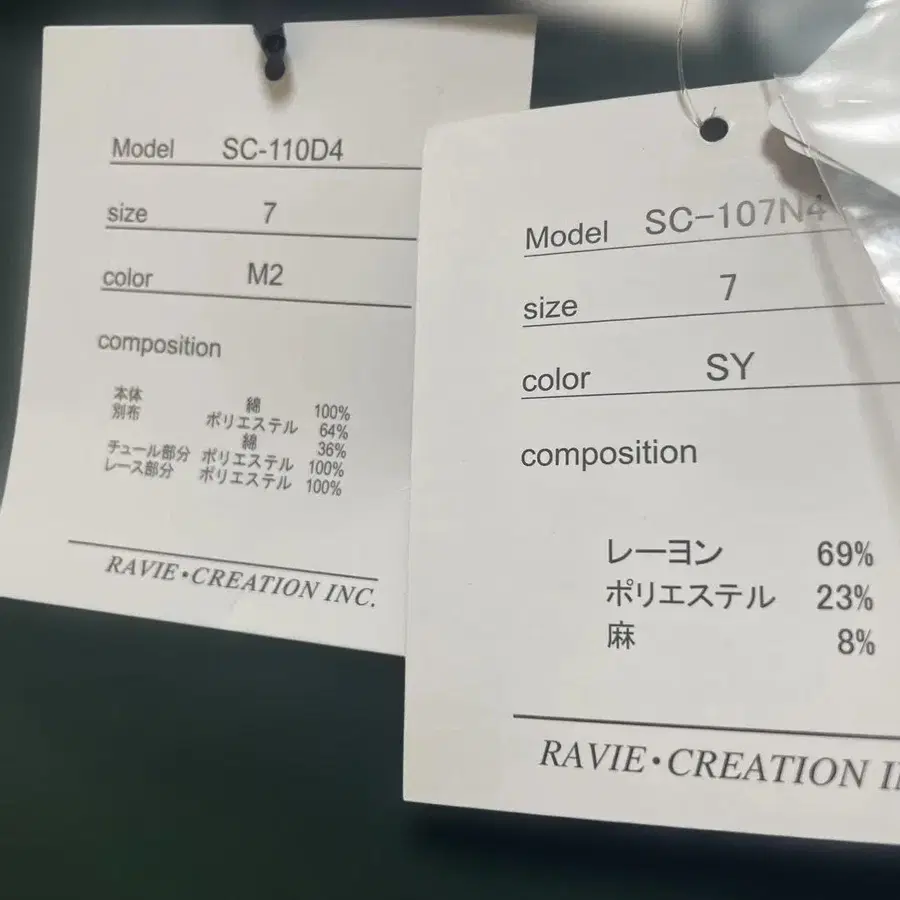 Model SC-110D4
size 7
color M2
composition
本体 綿 100%
別布 ポリエステル 64%
綿 36%
チュール部分 ポリエステル 100%
レース部分 ポリエステル 100%
RAVIE・CREATION INC.
Model SC-107N4
size 7
color SY
composition
レーヨン 69%
ポリエステル 23%
麻 8%
RAVIE・CREATION